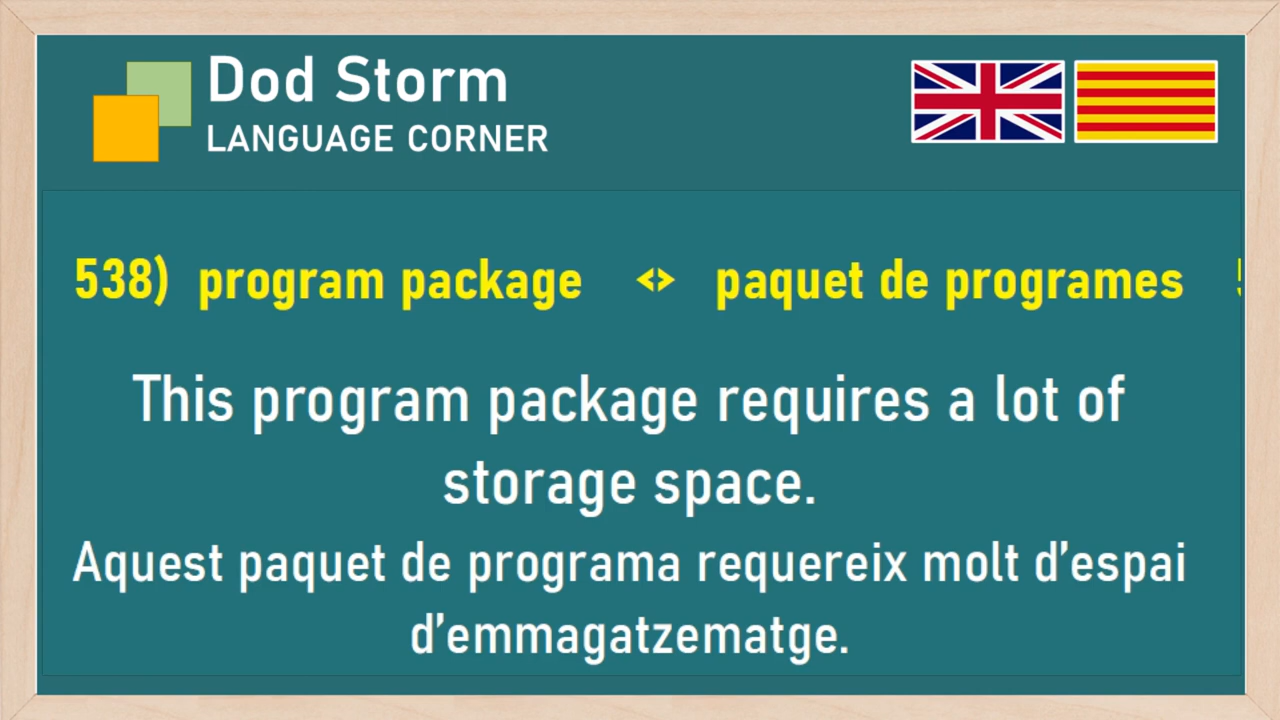 Dod Storm
LANGUAGE CORNER
538) program package <> paquet de programes
This program package requires a lot of
storage space.
Aquest paquet de programa requereix molt d’espai
d’emmagatzematge.